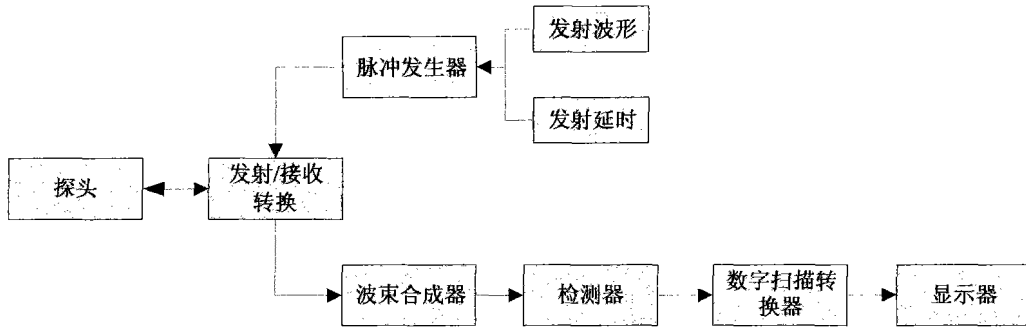 发射波形
脉冲发生器
发射延时
探头
发射/接收
转换
波束合成器
检测器
数字扫描转
换器
显示器